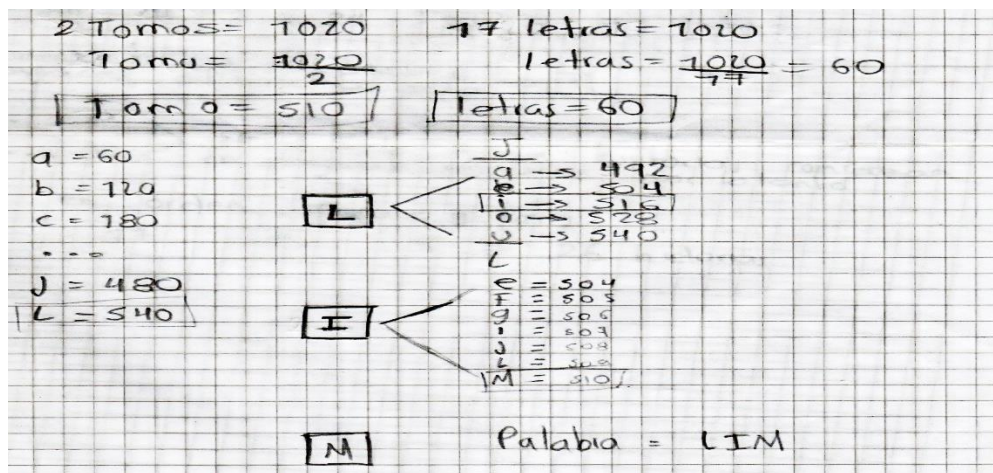 2 Tomos = 1020
Tomo = 1020
2
Tomo = 510
17 letras = 1020
letras = 1020 = 60
17
letras = 60
a = 60
b = 120
c = 180
....
J = 480
L = 540
L
J
a → 492
e → 504
i → 516
o → 528
u → 540
L
I
e = 504
f = 505
g = 506
i = 507
J = 508
L = 509
M = 510
M
Palabra = LIM